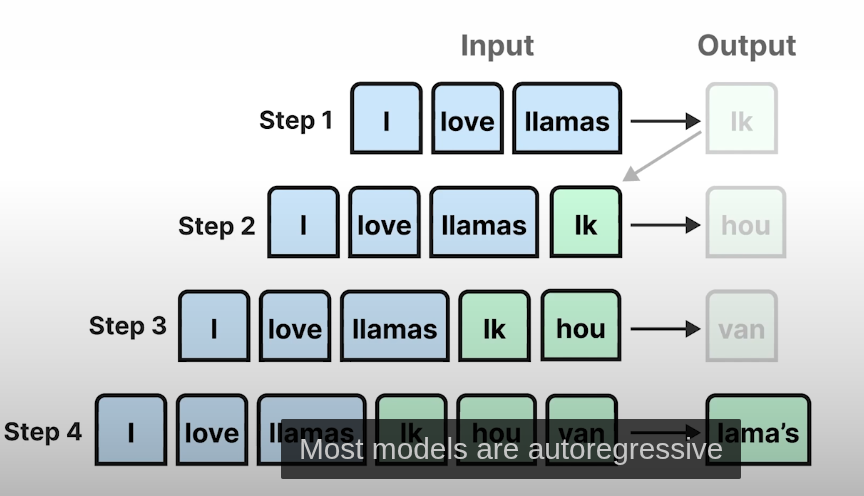 Input Output
Step 1 I love llamas Ik
Step 2 I love llamas Ik hou
Step 3 I love llamas Ik hou van
Step 4 I love llamas Ik hou van lama's
Most models are autoregressive